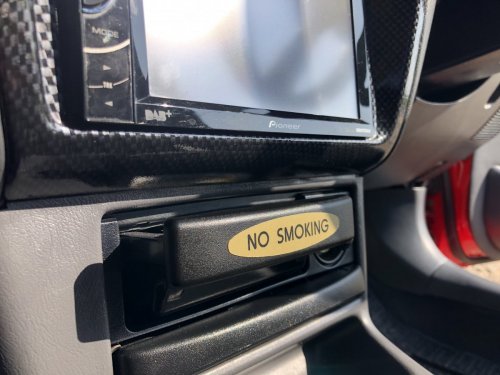 MODE
DAB+
Pioneer
NO SMOKING